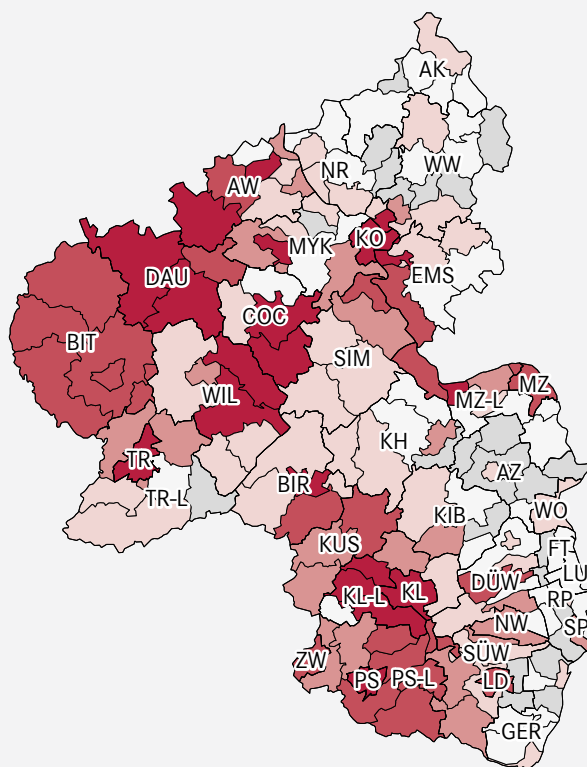 AK
NR
WW
AW
KO
MYK
DAU
EMS
COC
BIT
SIM
WIL
MZ
MZ-L
KH
TR
AZ
BIR
TR-L
WO
KIB
KUS
FT
LU
DÜW
KL
KL-L
RP
NW
SP
SÜW
ZW
PS
PS-L
LD
GER